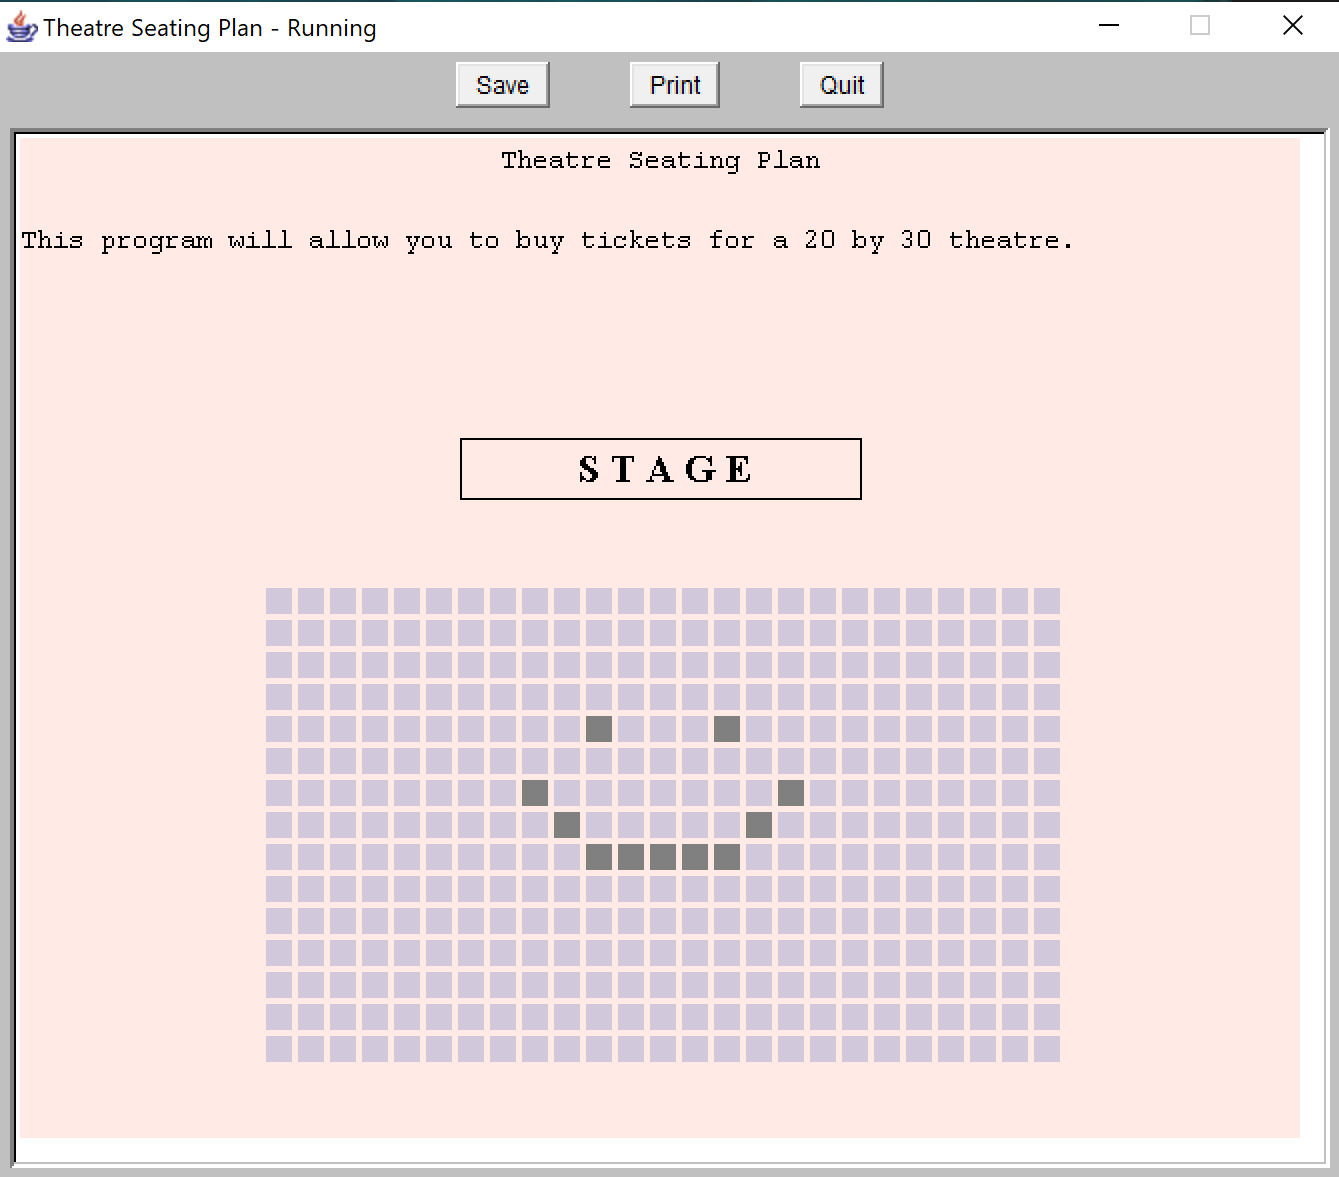 Theatre Seating Plan - Running
Save Print Quit
Theatre Seating Plan
This program will allow you to buy tickets for a 20 by 30 theatre.
S T A G E